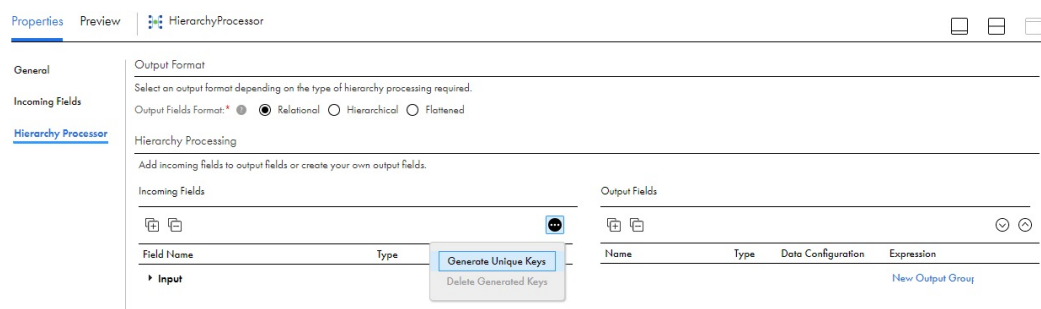 Properties Preview HierarchyProcessor
General
Incoming Fields
Hierarchy Processor
Output Format
Select an output format depending on the type of hierarchy processing required.
Output Fields Format:* Relational Hierarchical Flattened
Hierarchy Processing
Add incoming fields to output fields or create your own output fields.
Incoming Fields
Field Name Type
Input
Generate Unique Keys
Delete Generated Keys
Output Fields
Name Type Data Configuration Expression
New Output Group